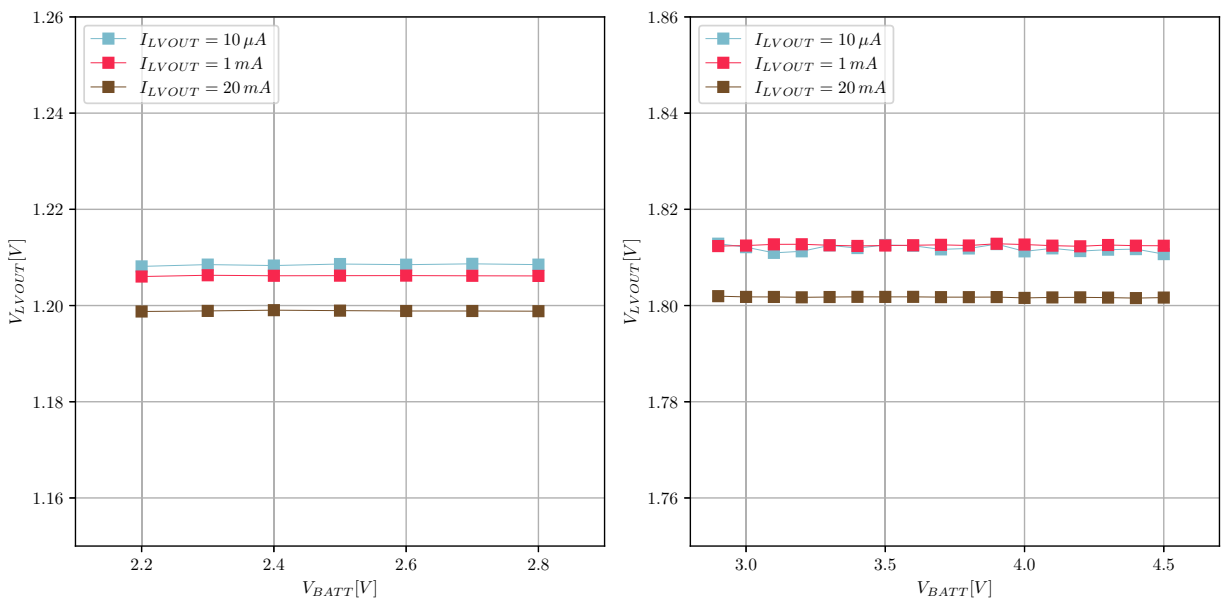 1.26
1.24
1.22
1.20
1.18
1.16
V_{LVOUT}[V]
I_{LVOUT} = 10 μA
I_{LVOUT} = 1 mA
I_{LVOUT} = 20 mA
2.2 2.4 2.6 2.8
V_{BATT}[V]
1.86
1.84
1.82
1.80
1.78
1.76
V_{LVOUT}[V]
I_{LVOUT} = 10 μA
I_{LVOUT} = 1 mA
I_{LVOUT} = 20 mA
3.0 3.5 4.0 4.5
V_{BATT}[V]